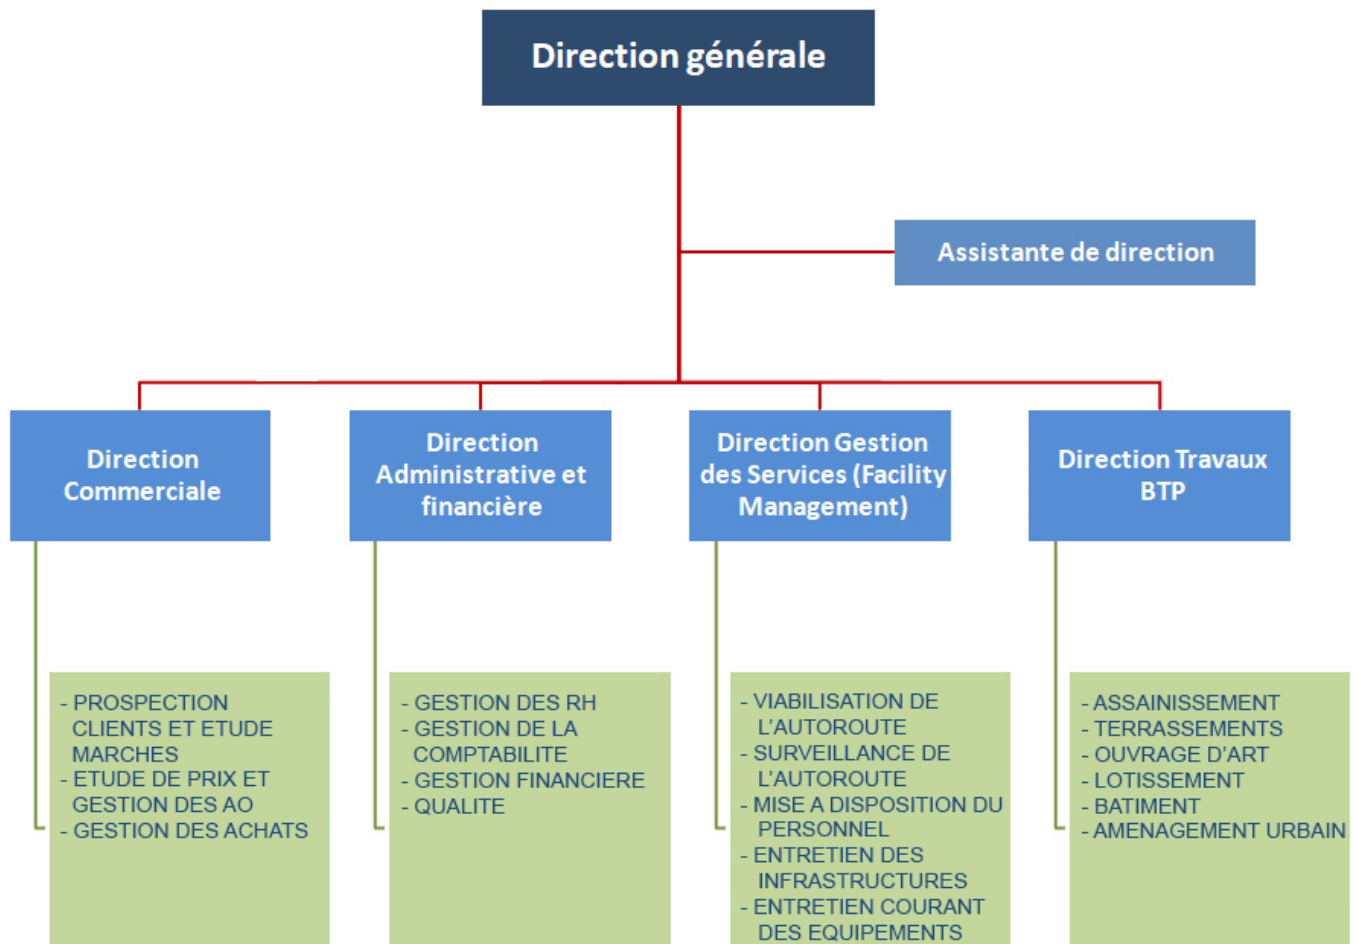 Direction générale
Assistante de direction
Direction
Commerciale
Direction
Administrative et
financière
Direction Gestion
des Services (Facility
Management)
Direction Travaux
BTP
- PROSPECTION
CLIENTS ET ETUDE
MARCHES
- ETUDE DE PRIX ET
GESTION DES AO
- GESTION DES ACHATS
- GESTION DES RH
- GESTION DE LA
COMPTABILITE
- GESTION FINANCIERE
- QUALITE
- VIABILISATION DE
L’AUTOROUTE
- SURVEILLANCE DE
L’AUTOROUTE
- MISE A DISPOSITION DU
PERSONNEL
- ENTRETIEN DES
INFRASTRUCTURES
- ENTRETIEN COURANT
DES EQUIPEMENTS
- ASSAINISSEMENT
- TERRASSEMENTS
- OUVRAGE D’ART
- LOTISSEMENT
- BATIMENT
- AMENAGEMENT URBAIN